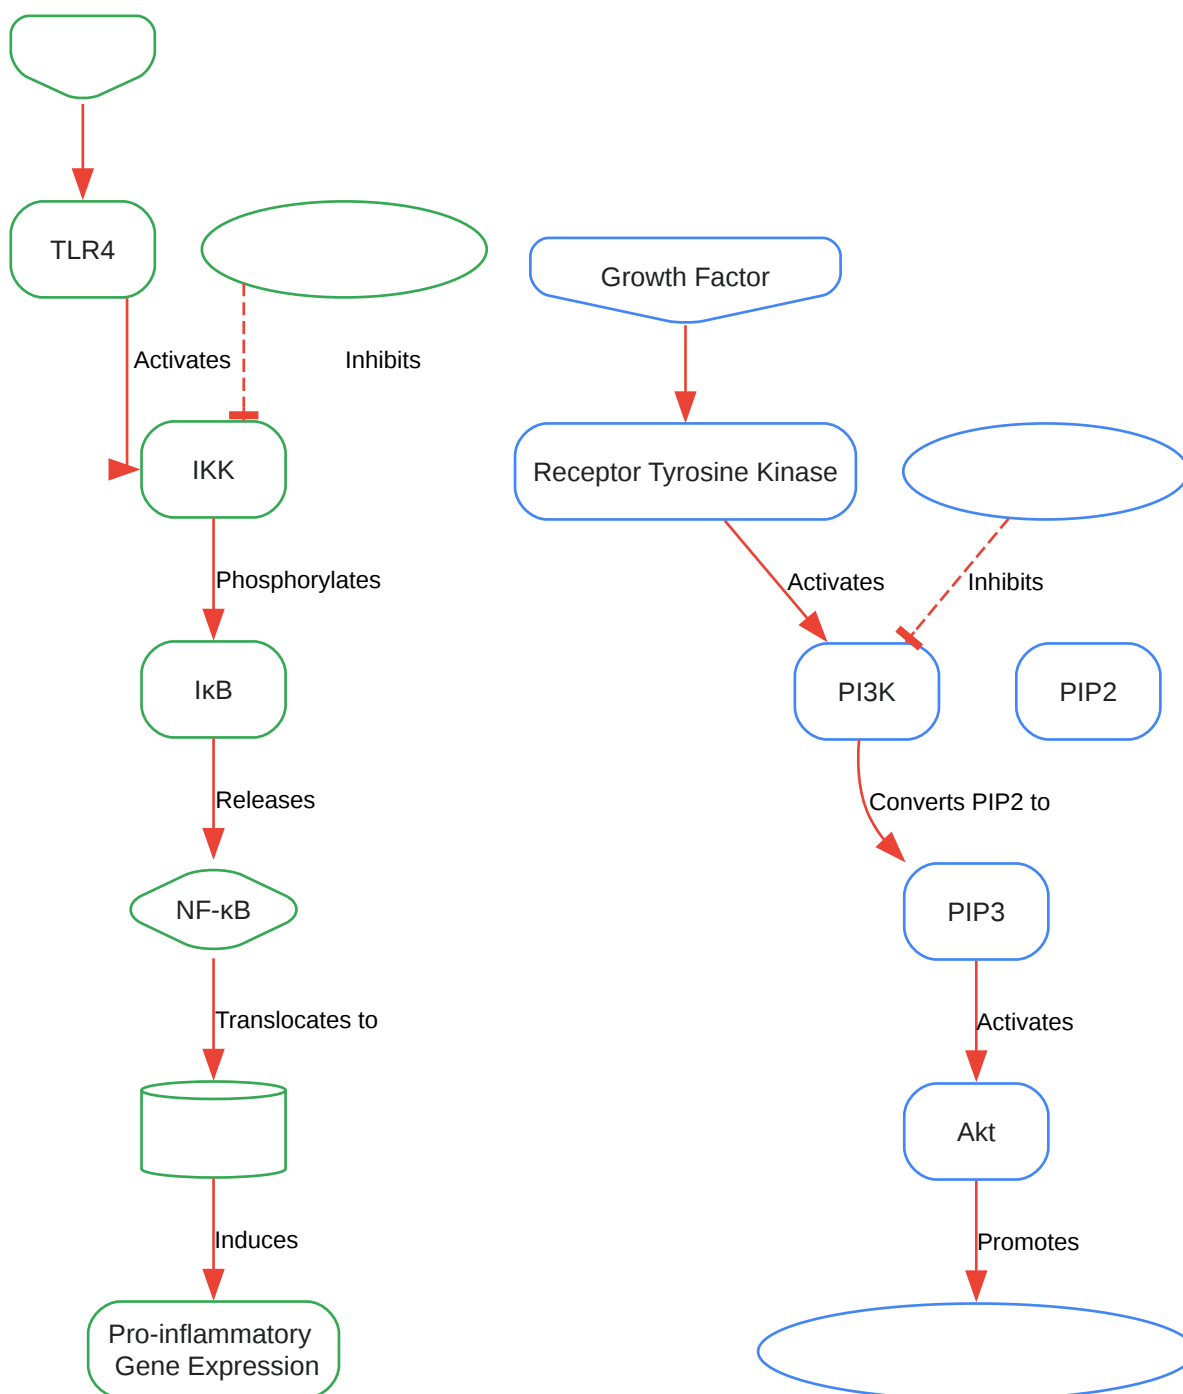 TLR4
Activates
Inhibits
IKK
Phosphorylates
IκB
Releases
NF-κB
Translocates to
Induces
Pro-inflammatory
Gene Expression
Growth Factor
Receptor Tyrosine Kinase
Activates
Inhibits
PI3K
PIP2
Converts PIP2 to
PIP3
Activates
Akt
Promotes